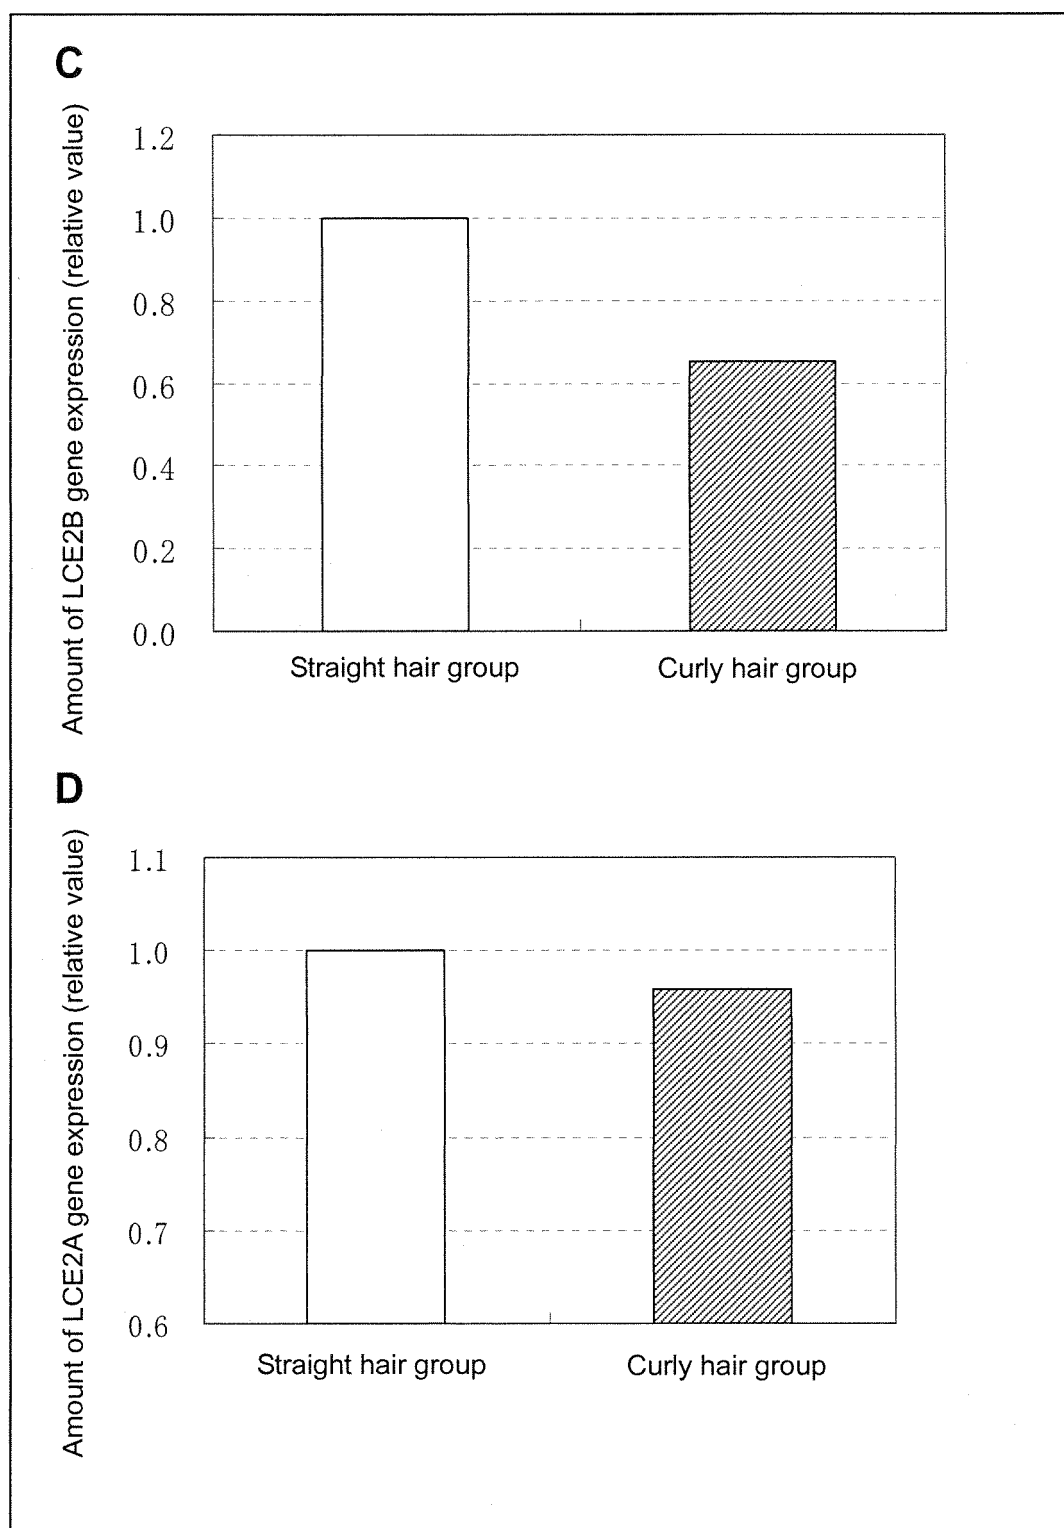 C
Amount of LCE2B gene expression (relative value)
1.2
1.0
0.8
0.6
0.4
0.2
0.0
Straight hair group
Curly hair group
D
Amount of LCE2A gene expression (relative value)
1.1
1.0
0.9
0.8
0.7
0.6
Straight hair group
Curly hair group